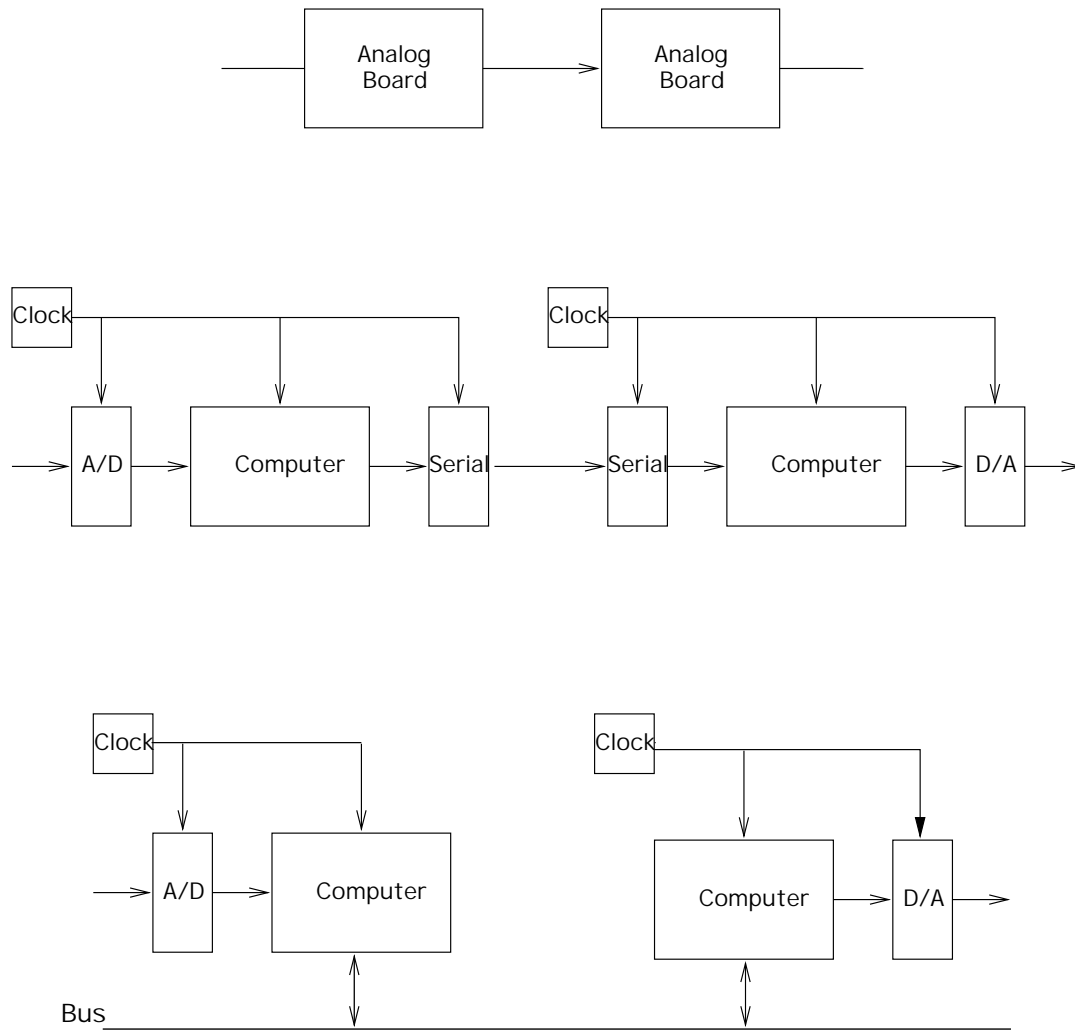 Analog
Board
Analog
Board
Clock
Clock
A/D
Computer
Serial
Serial
Computer
D/A
Clock
Clock
A/D
Computer
Computer
D/A
Bus